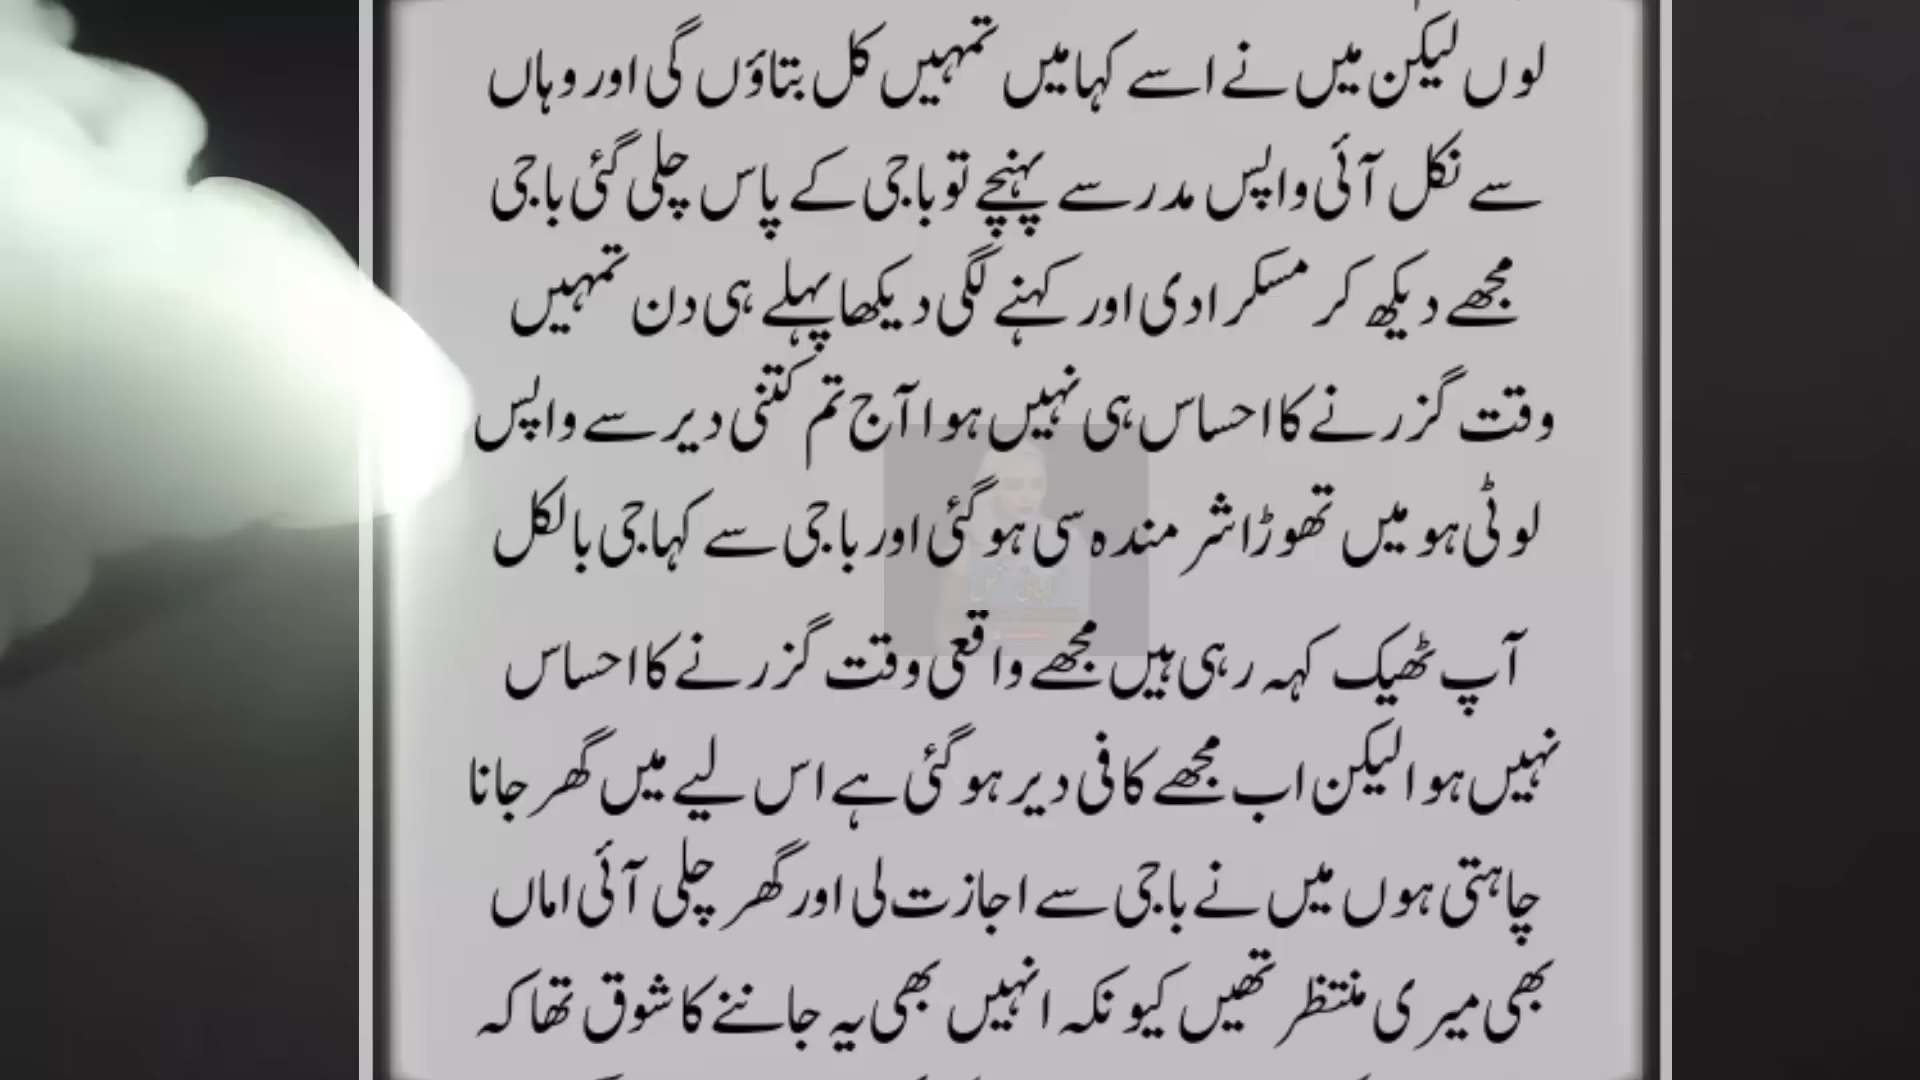 لوں لیکن میں نے اسے کہا میں تمہیں کل بتاؤں گی اور وہاں
سے نکل آئی واپس مدرسے پہنچے تو باجی کے پاس چلی گئی باجی
مجھے دیکھ کر مسکرا دی اور کہنے لگی دیکھا پہلے ہی دن تمہیں
وقت گزرنے کا احساس ہی نہیں ہوا آج تم کتنی دیر سے واپس
لوٹی ہو میں تھوڑا شرمندہ سی ہو گئی اور باجی سے کہا جی بالکل
آپ ٹھیک کہہ رہی ہیں مجھے واقعی وقت گزرنے کا احساس
نہیں ہوا لیکن اب مجھے کافی دیر ہو گئی ہے اس لیے میں گھر جانا
چاہتی ہوں میں نے باجی سے اجازت لی اور گھر چلی آئی اماں
بھی میری منتظر تھیں کیونکہ انہیں بھی یہ جاننے کا شوق تھا کہ